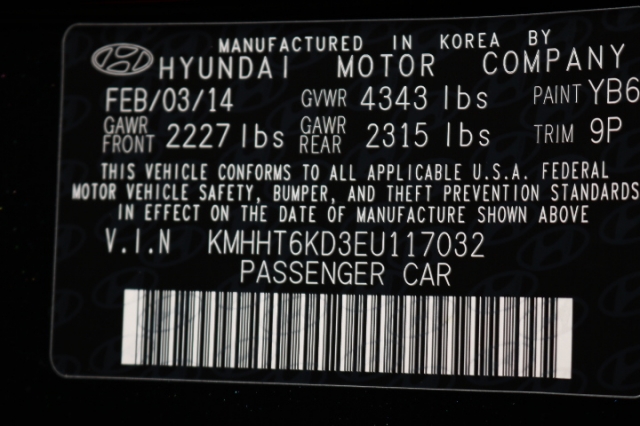 MANUFACTURED IN KOREA BY
HYUNDAI MOTOR COMPANY
FEB/03/14 GVWR 4343 lbs PAINT YB6
GAWR FRONT 2227 lbs GAWR REAR 2315 lbs TRIM 9P
THIS VEHICLE CONFORMS TO ALL APPLICABLE U.S.A. FEDERAL
MOTOR VEHICLE SAFETY, BUMPER, AND THEFT PREVENTION STANDARDS
IN EFFECT ON THE DATE OF MANUFACTURE SHOWN ABOVE
V.I.N KMHHT6KD3EU117032
PASSENGER CAR